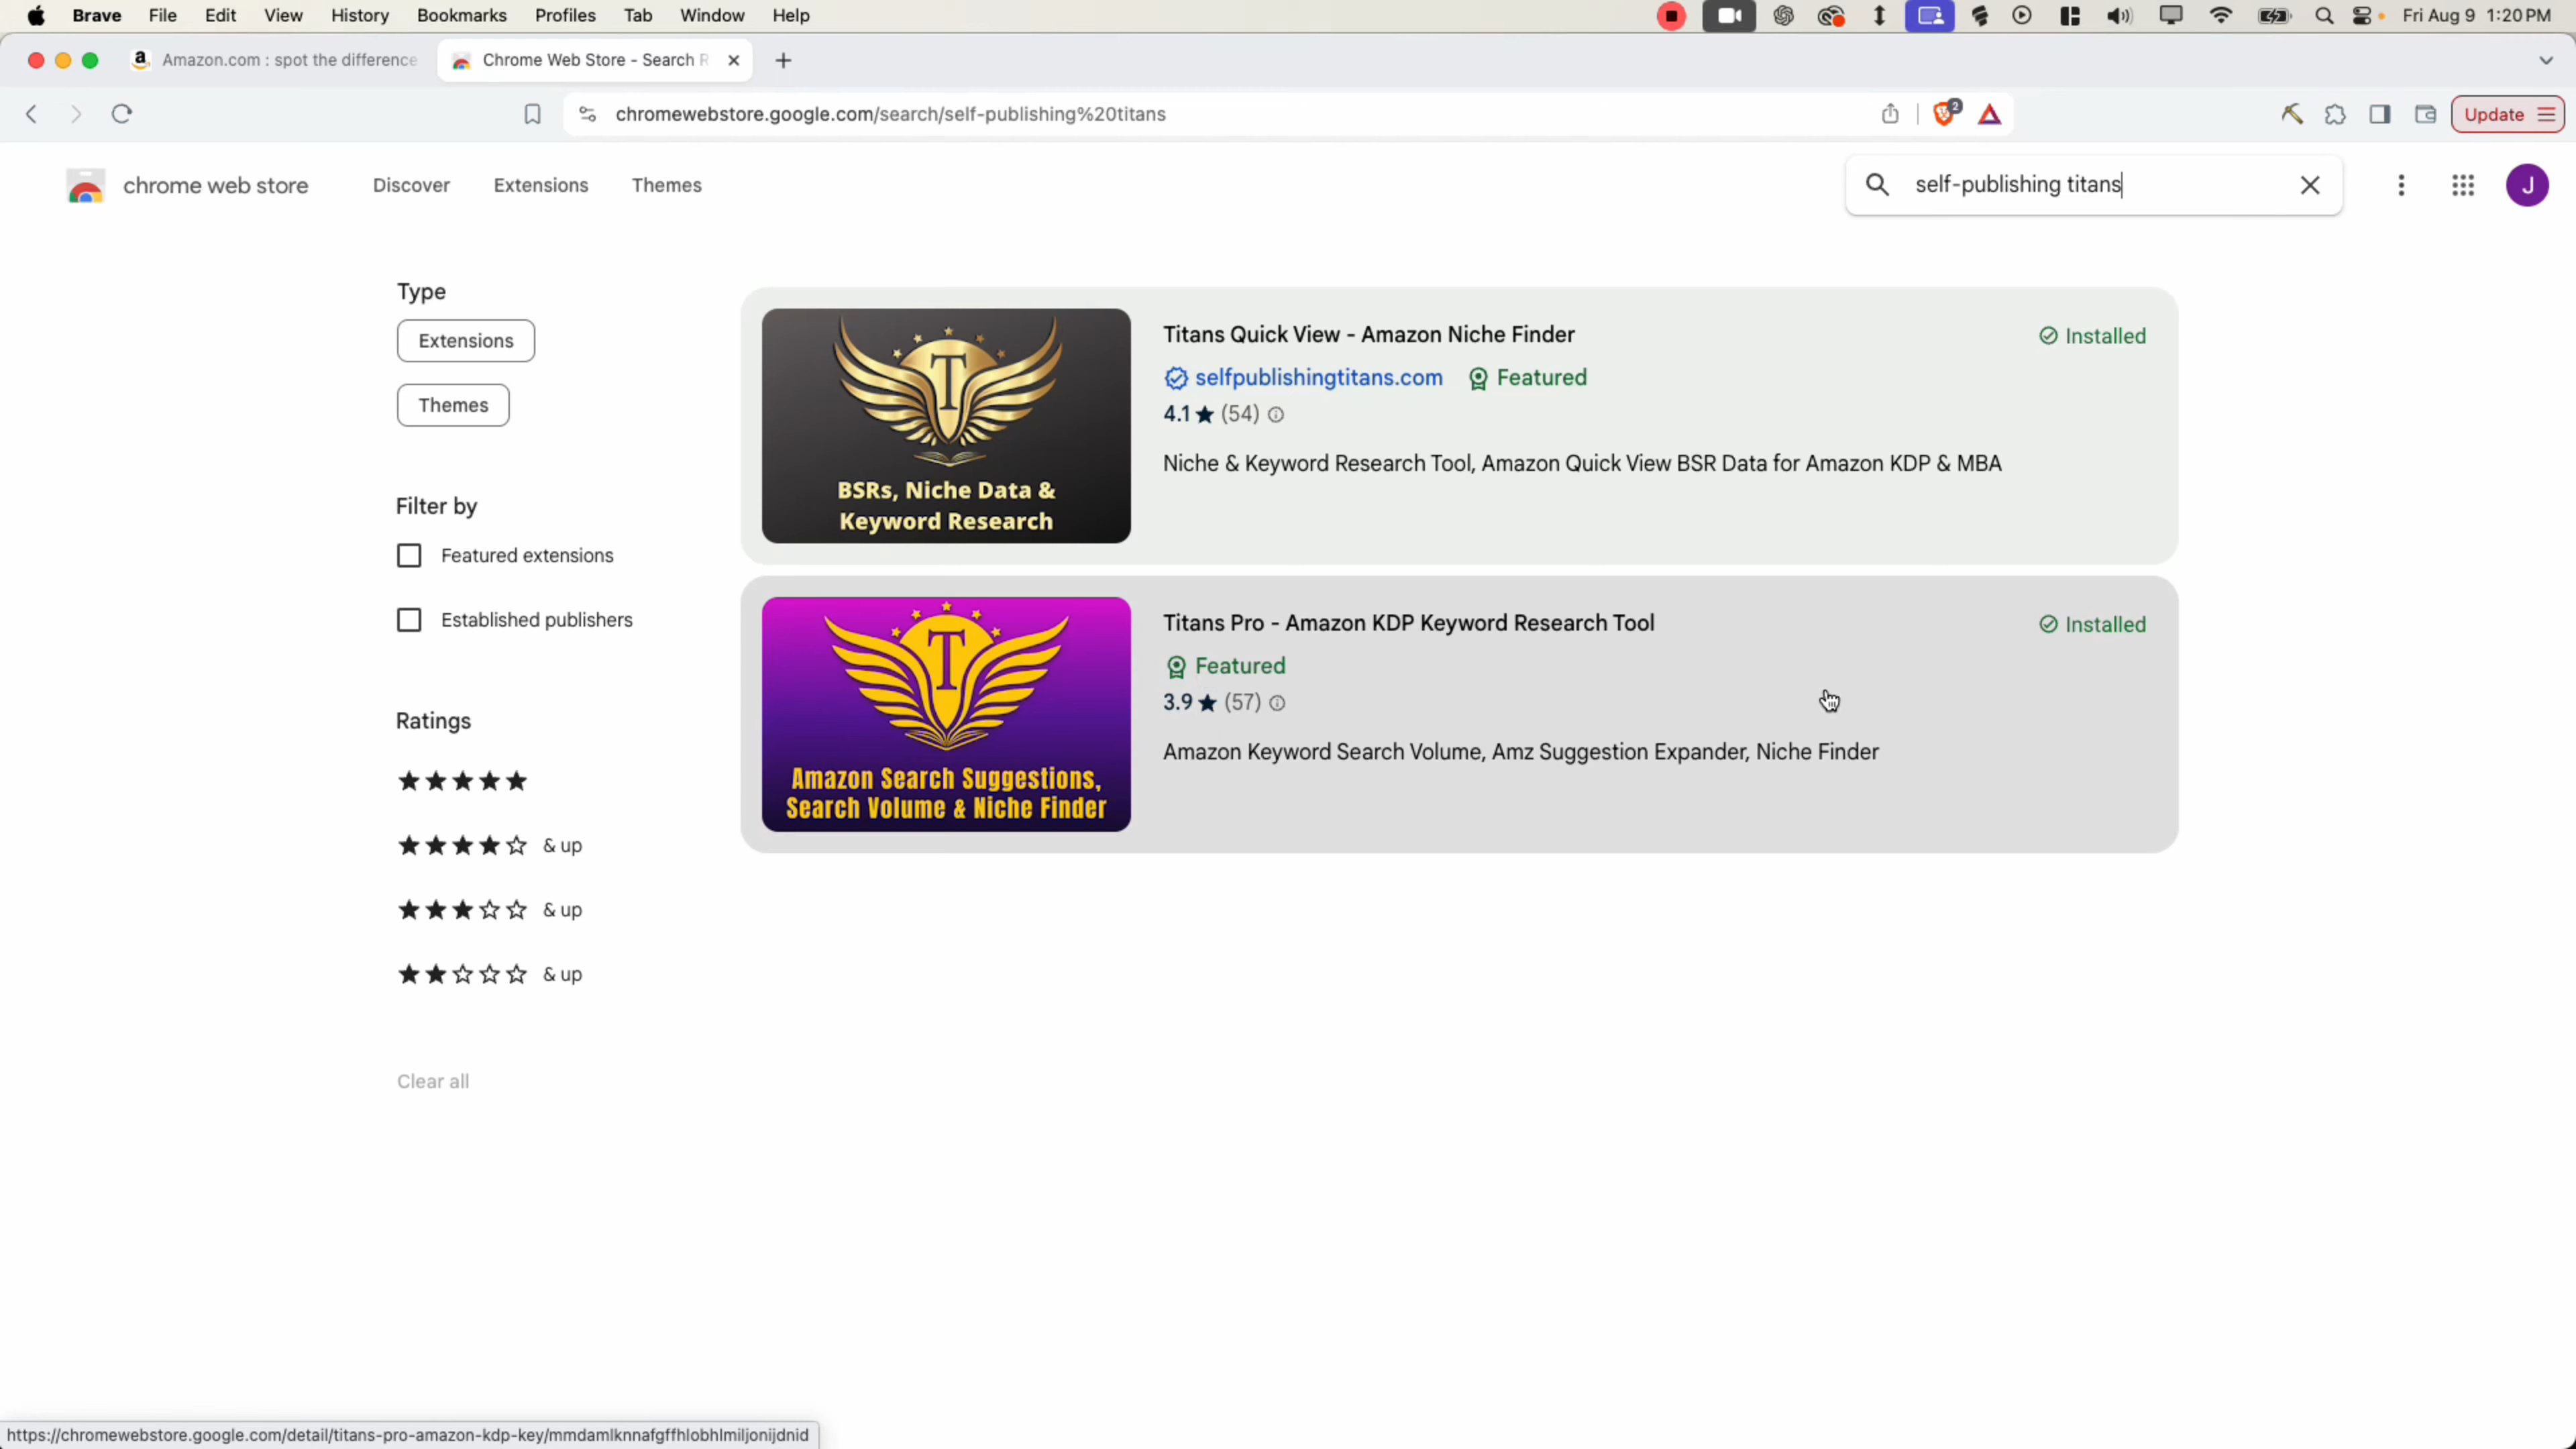 Brave File Edit View History Bookmarks Profiles Tab Window Help Fri Aug 9 1:20 PM
Amazon.com : spot the difference
Chrome Web Store - Search R
chromewebstore.google.com/search/self-publishing%20titans
2
Update
chrome web store Discover Extensions Themes
self-publishing titans
J
Type
Extensions
Themes
Filter by
Featured extensions
Established publishers
Ratings
& up
& up
& up
Clear all
T
BSRs, Niche Data &
Keyword Research
Titans Quick View - Amazon Niche Finder
Installed
selfpublishingtitans.com Featured
4.1 (54)
Niche & Keyword Research Tool, Amazon Quick View BSR Data for Amazon KDP & MBA
T
Amazon Search Suggestions,
Search Volume & Niche Finder
Titans Pro - Amazon KDP Keyword Research Tool
Installed
Featured
3.9 (57)
Amazon Keyword Search Volume, Amz Suggestion Expander, Niche Finder
https://chromewebstore.google.com/detail/titans-pro-amazon-kdp-key/mmdamlknnafgffhlobhlmiljonijdnid